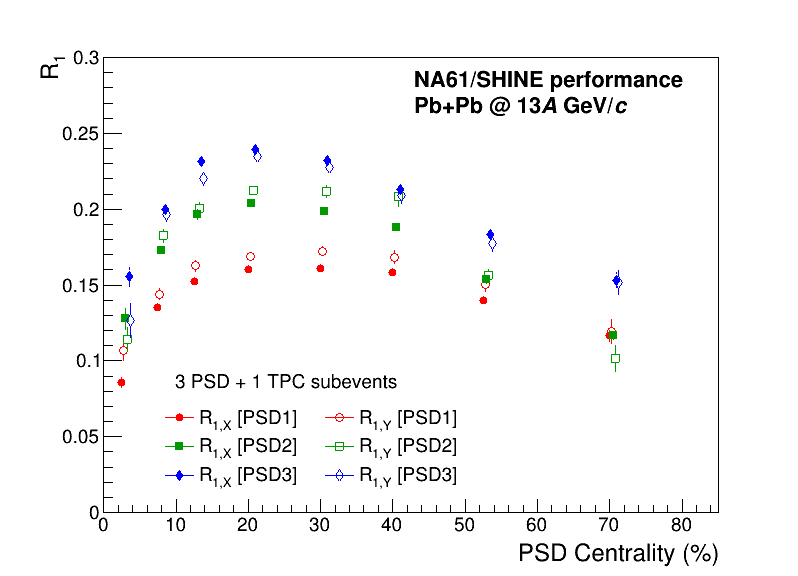 R1
0.3
0.25
0.2
0.15
0.1
0.05
0
NA61/SHINE performance
Pb+Pb @ 13A GeV/c
3 PSD + 1 TPC subevents
R1,X [PSD1] R1,Y [PSD1]
R1,X [PSD2] R1,Y [PSD2]
R1,X [PSD3] R1,Y [PSD3]
0 10 20 30 40 50 60 70 80
PSD Centrality (%)